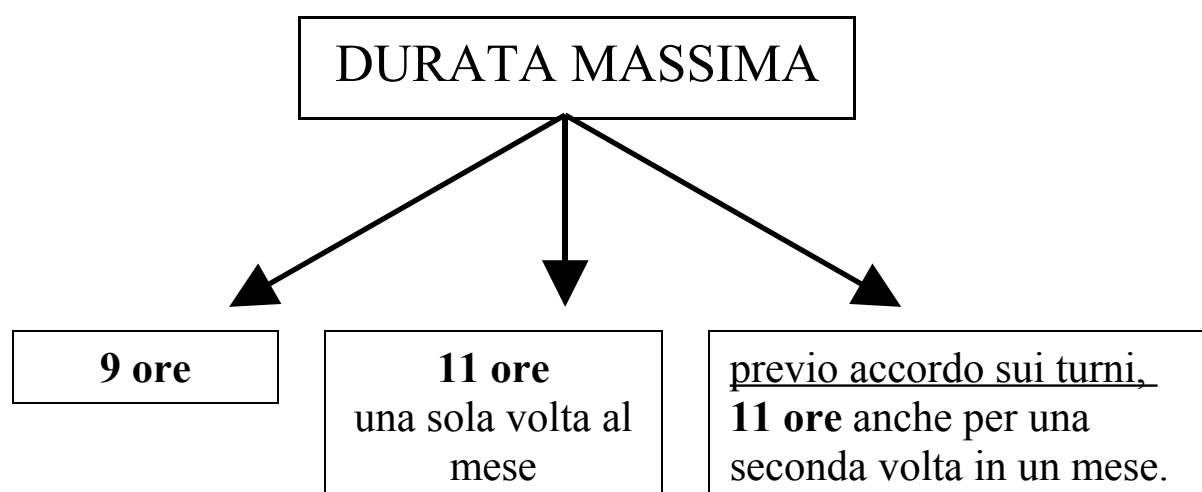 DURATA MASSIMA
9 ore
11 ore
una sola volta al
mese
previo accordo sui turni,
11 ore anche per una
seconda volta in un mese.